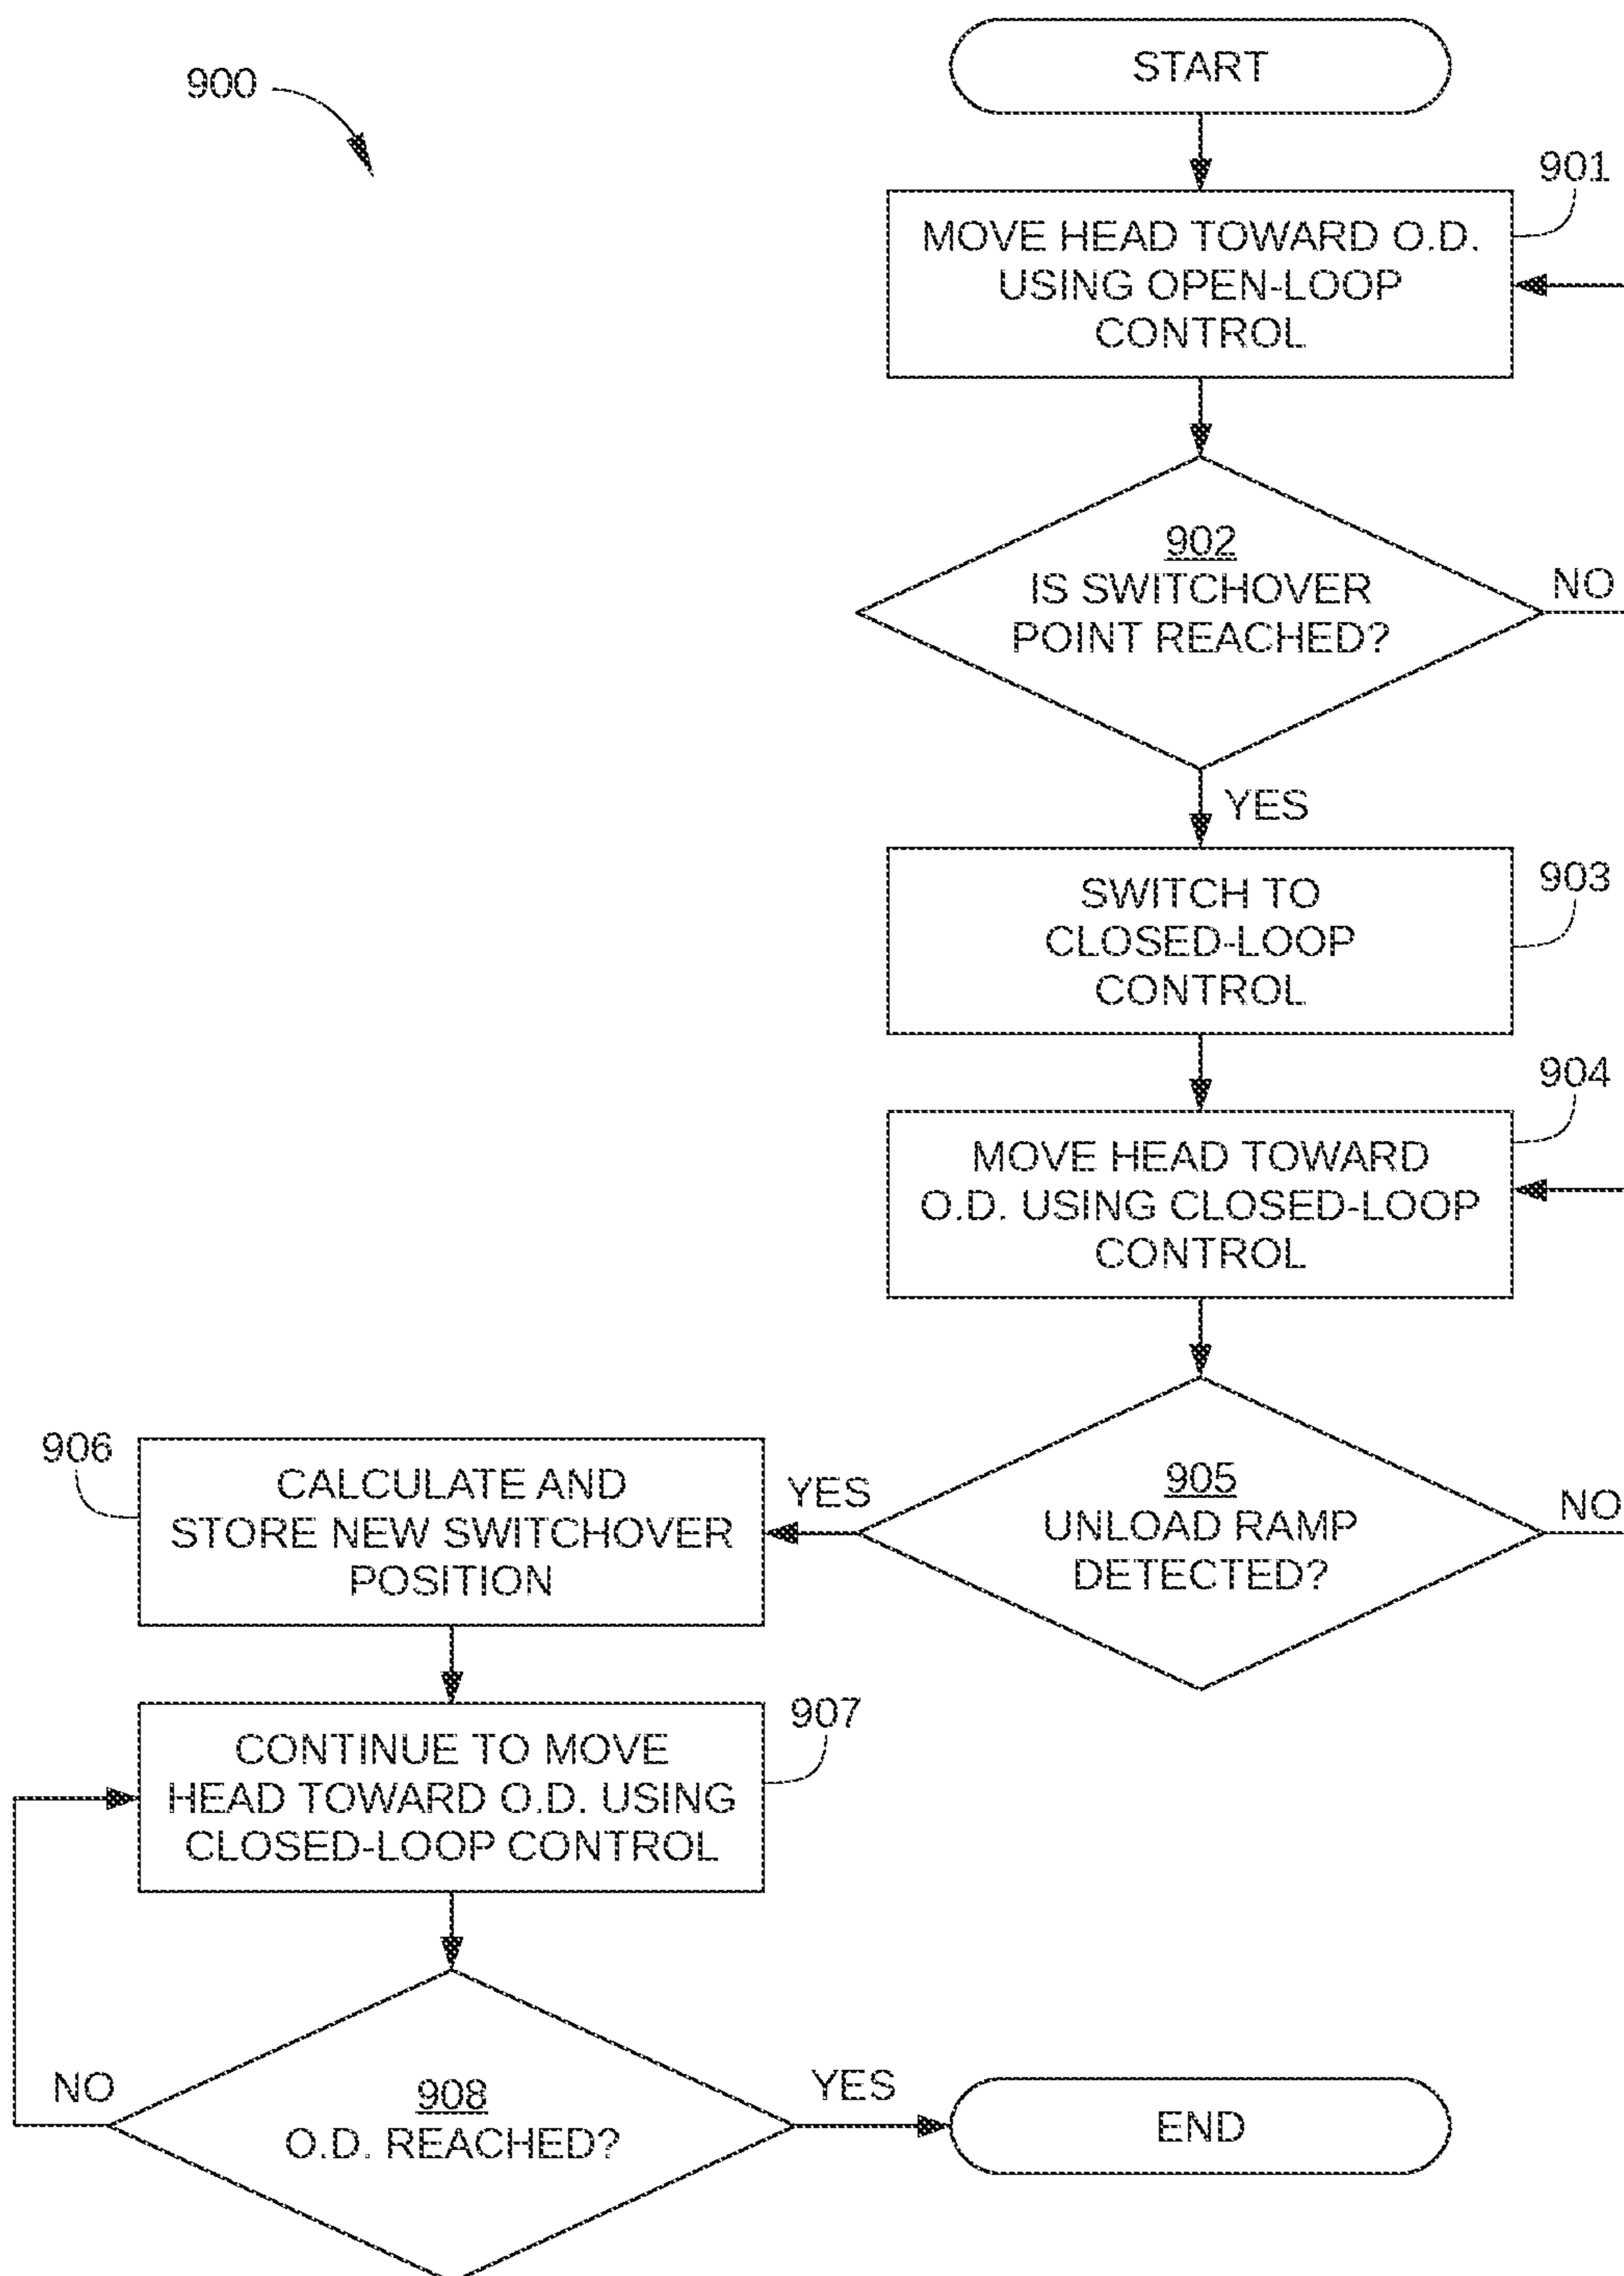 900
START
901
MOVE HEAD TOWARD O.D.
USING OPEN-LOOP
CONTROL
902
IS SWITCHOVER
POINT REACHED?
NO
YES
903
SWITCH TO
CLOSED-LOOP
CONTROL
904
MOVE HEAD TOWARD
O.D. USING CLOSED-LOOP
CONTROL
905
UNLOAD RAMP
DETECTED?
NO
YES
906
CALCULATE AND
STORE NEW SWITCHOVER
POSITION
907
CONTINUE TO MOVE
HEAD TOWARD O.D. USING
CLOSED-LOOP CONTROL
908
O.D. REACHED?
NO
YES
END